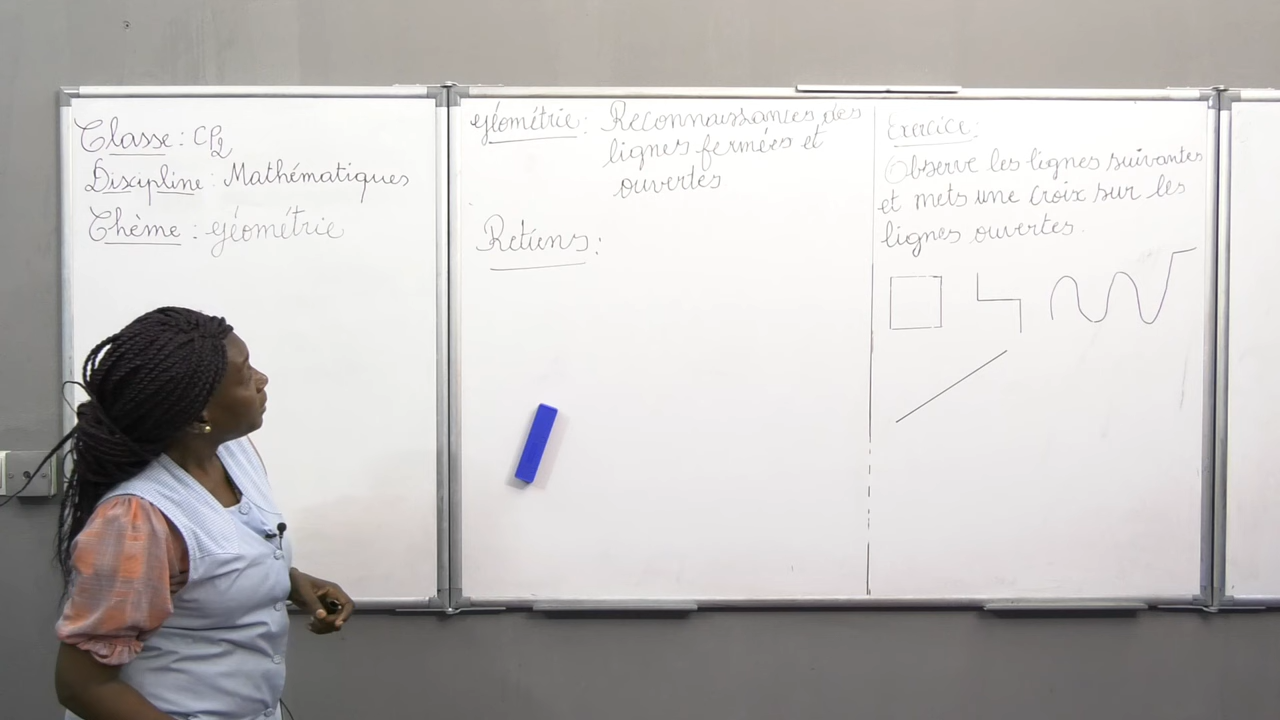 Classe : CP2
Discipline : Mathématiques
Thème : géométrie
géométrie : Reconnaissances des
lignes fermées et
ouvertes
Retiens :
Exercice :
Observe les lignes suivantes
et mets une croix sur les
lignes ouvertes.